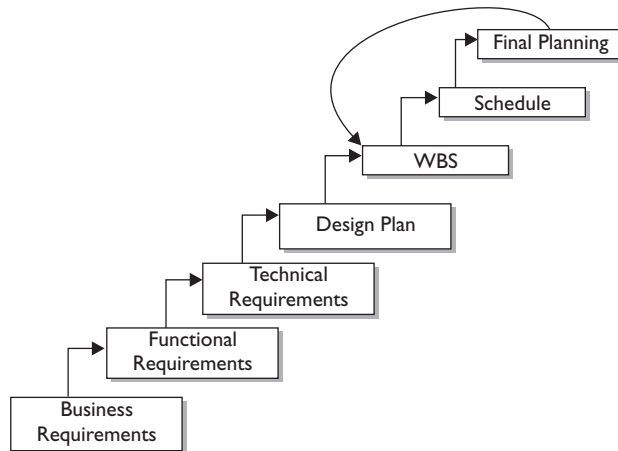 Final Planning
Schedule
WBS
Design Plan
Technical
Requirements
Functional
Requirements
Business
Requirements